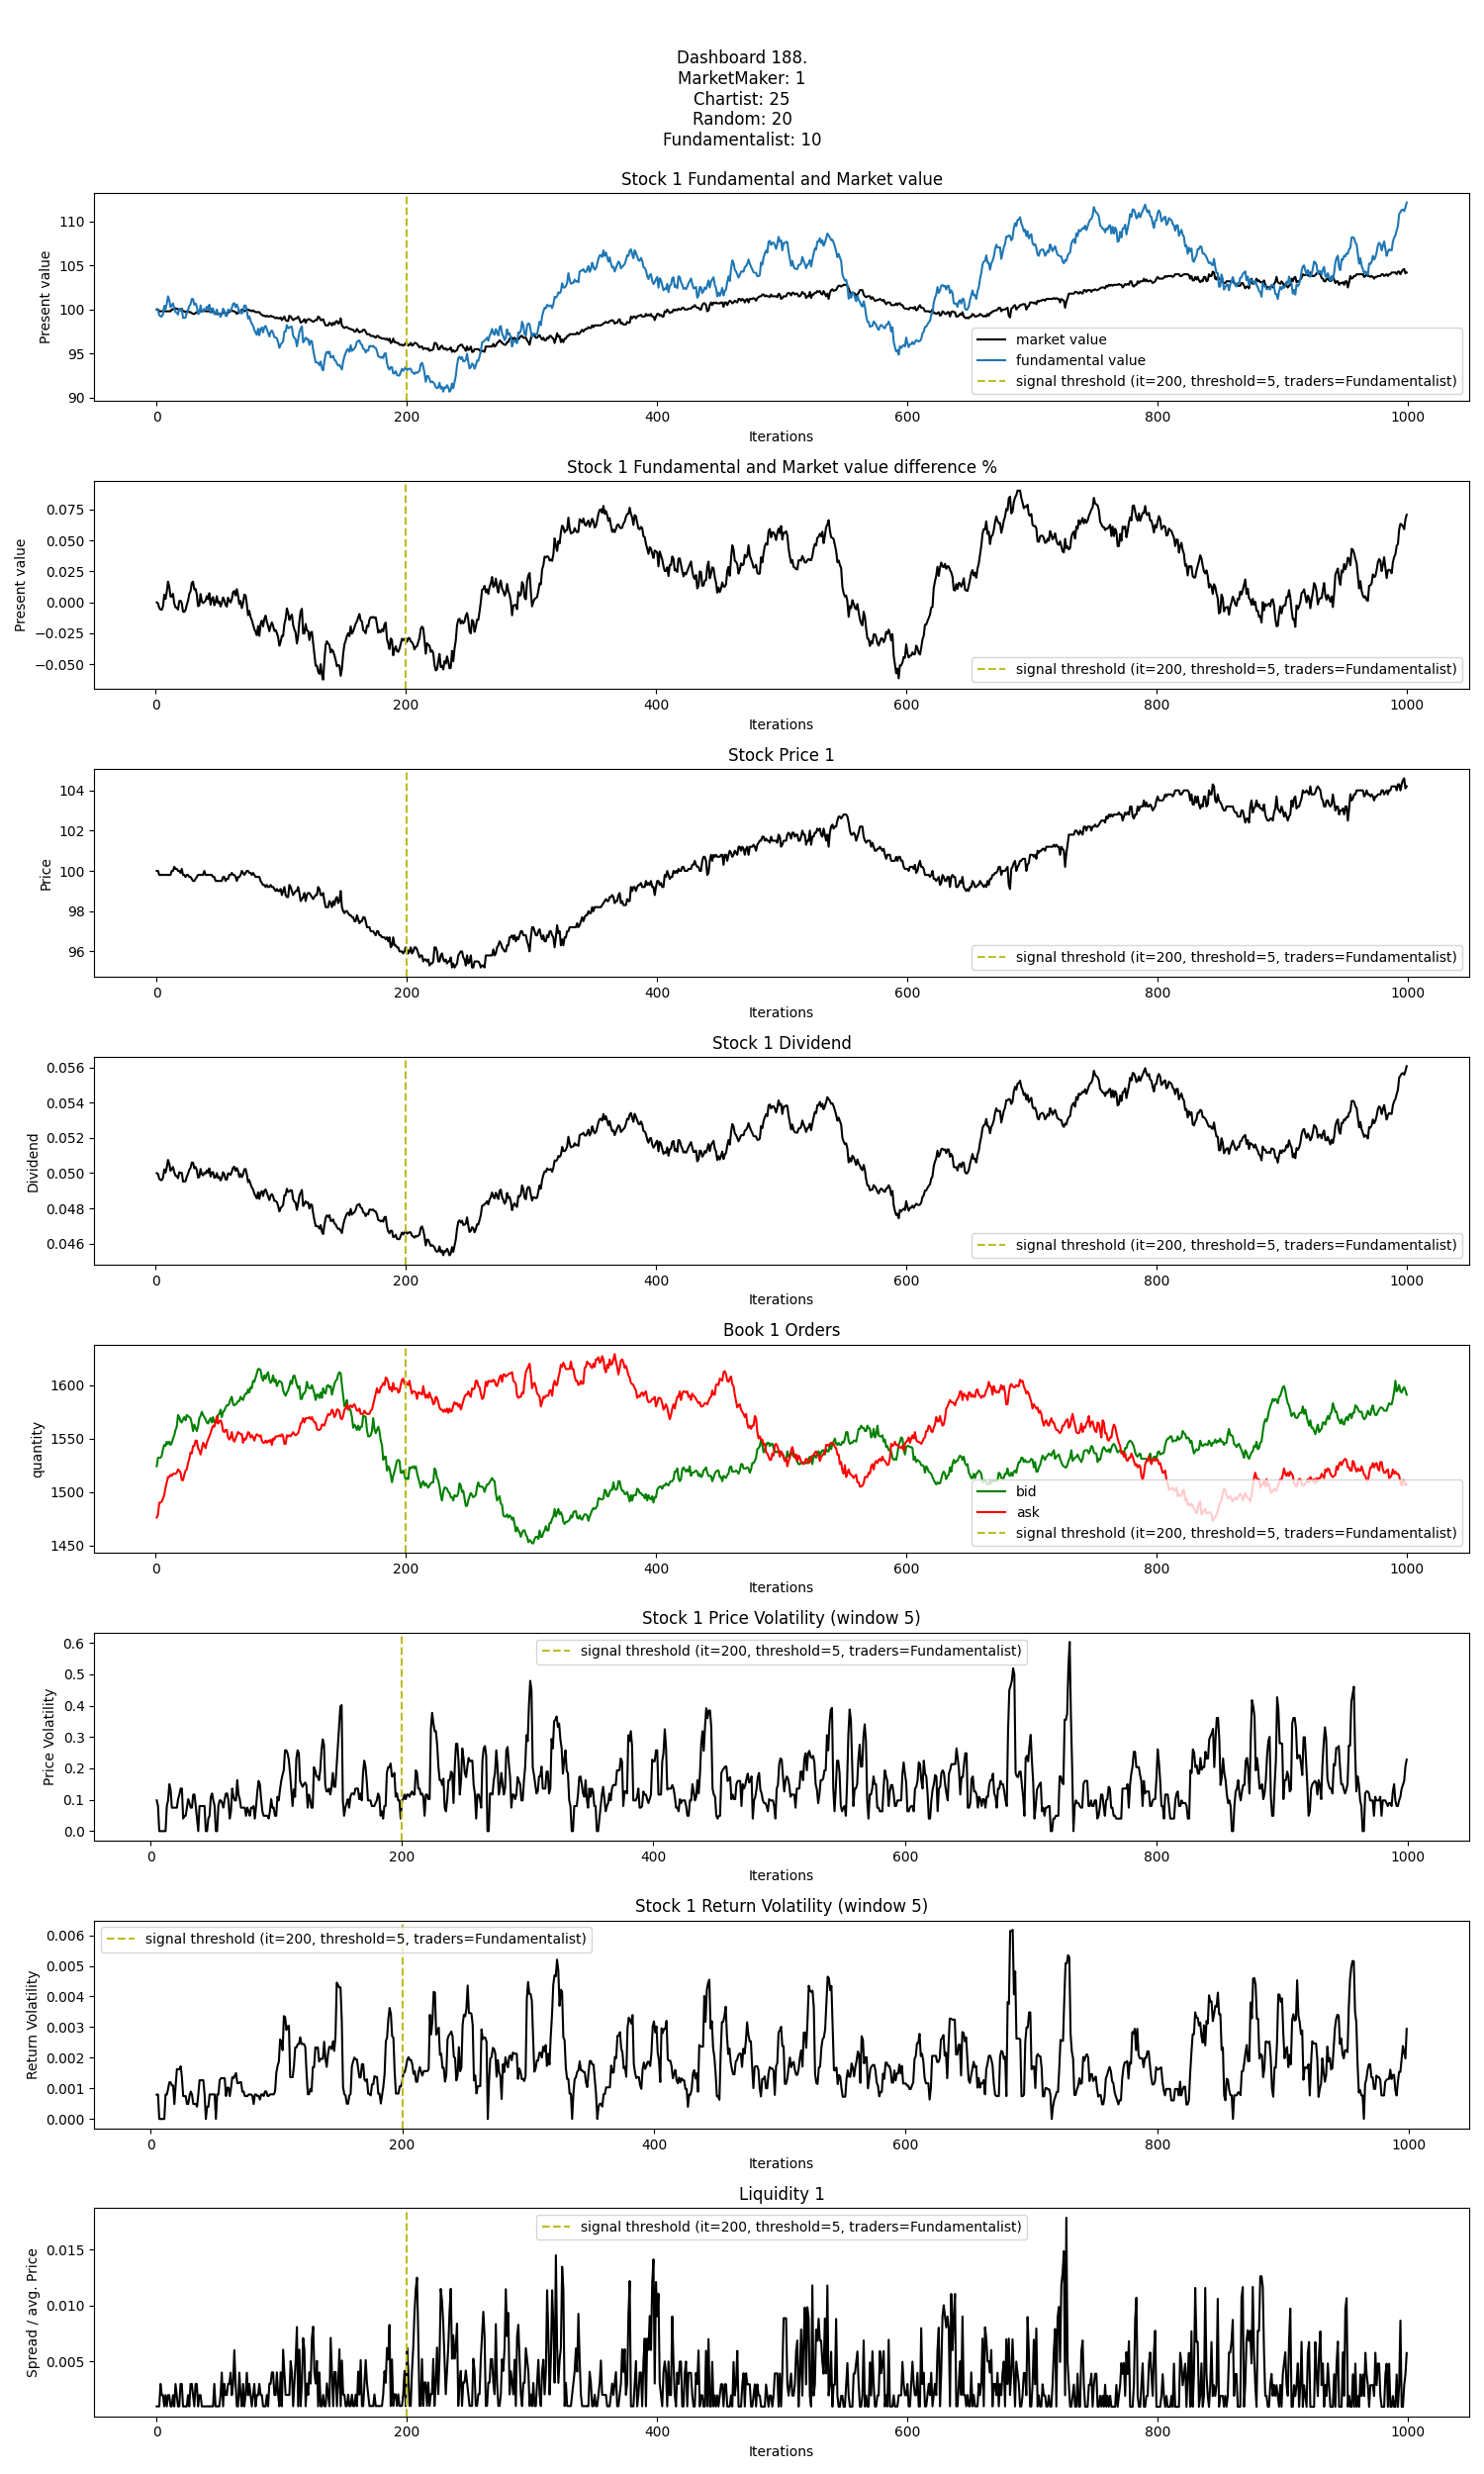 Dashboard 188.
MarketMaker: 1
Chartist: 25
Random: 20
Fundamentalist: 10
Stock 1 Fundamental and Market value
Present value
110
105
100
95
90
market value
fundamental value
signal threshold (it=200, threshold=5, traders=Fundamentalist)
0 200 400 600 800 1000
Iterations
Stock 1 Fundamental and Market value difference %
Present value
0.075
0.050
0.025
0.000
−0.025
−0.050
signal threshold (it=200, threshold=5, traders=Fundamentalist)
0 200 400 600 800 1000
Iterations
Stock Price 1
Price
104
102
100
98
96
signal threshold (it=200, threshold=5, traders=Fundamentalist)
0 200 400 600 800 1000
Iterations
Stock 1 Dividend
Dividend
0.056
0.054
0.052
0.050
0.048
0.046
signal threshold (it=200, threshold=5, traders=Fundamentalist)
0 200 400 600 800 1000
Iterations
Book 1 Orders
quantity
1600
1550
1500
1450
bid
ask
signal threshold (it=200, threshold=5, traders=Fundamentalist)
0 200 400 600 800 1000
Iterations
Stock 1 Price Volatility (window 5)
Price Volatility
0.6
0.5
0.4
0.3
0.2
0.1
0.0
signal threshold (it=200, threshold=5, traders=Fundamentalist)
0 200 400 600 800 1000
Iterations
Stock 1 Return Volatility (window 5)
Return Volatility
0.006
0.005
0.004
0.003
0.002
0.001
0.000
signal threshold (it=200, threshold=5, traders=Fundamentalist)
0 200 400 600 800 1000
Iterations
Liquidity 1
Spread / avg. Price
0.015
0.010
0.005
signal threshold (it=200, threshold=5, traders=Fundamentalist)
0 200 400 600 800 1000
Iterations